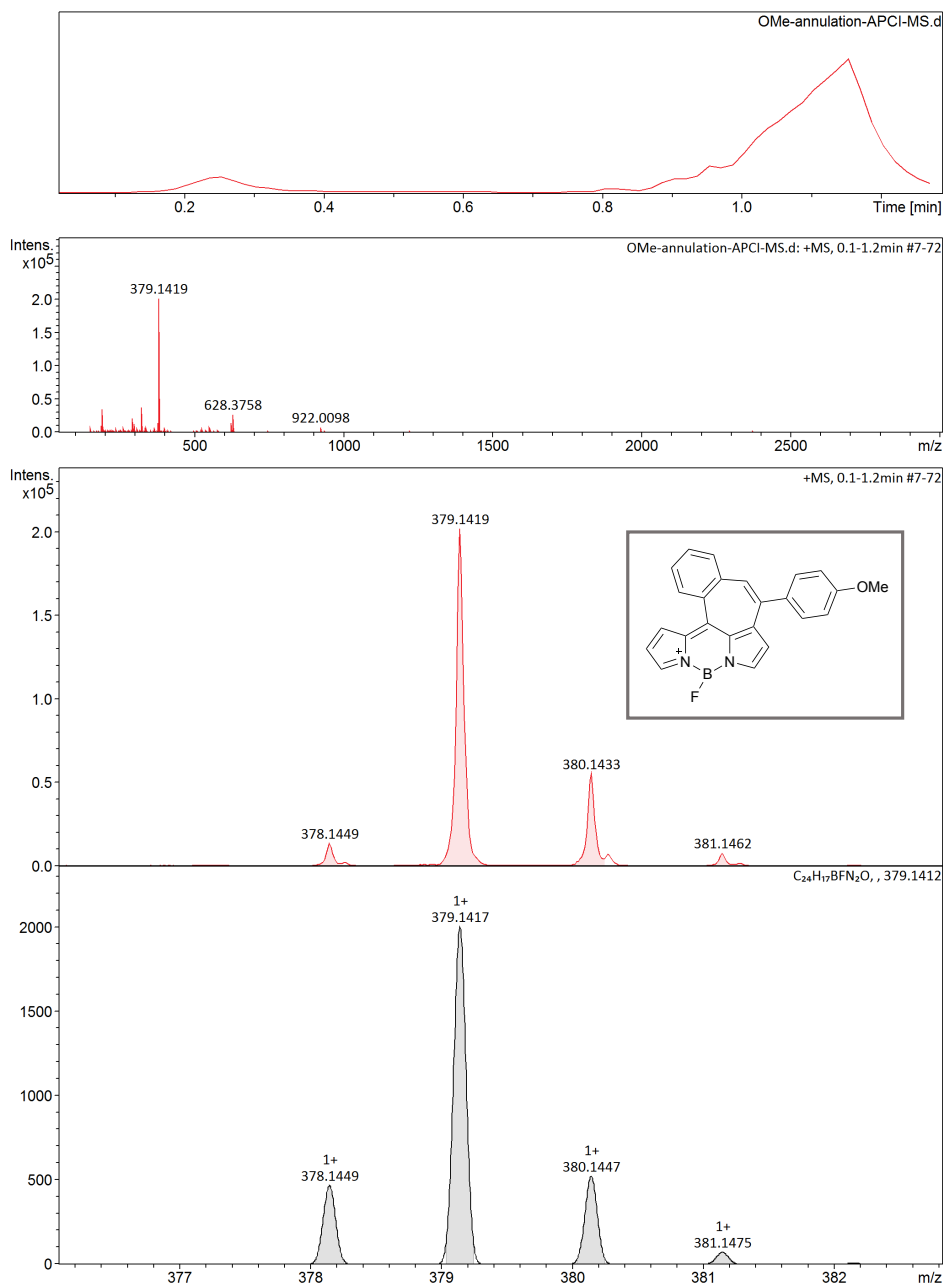 OMe-annulation-APCI-MS.d
0.2 0.4 0.6 0.8 1.0 Time [min]
Intens.
x10⁵
OMe-annulation-APCI-MS.d: +MS, 0.1-1.2min #7-72
379.1419
2.0
1.5
1.0
628.3758
0.5
922.0098
0.0
500 1000 1500 2000 2500 m/z
Intens.
x10⁵
+MS, 0.1-1.2min #7-72
379.1419
2.0
OMe
1.5
+
N
N
B
F
1.0
380.1433
0.5
378.1449
381.1462
0.0
C₂₄H₁₇BFN₂O, , 379.1412
1+
379.1417
2000
1500
1000
1+
380.1447
1+
378.1449
500
1+
381.1475
0
377 378 379 380 381 382 m/z